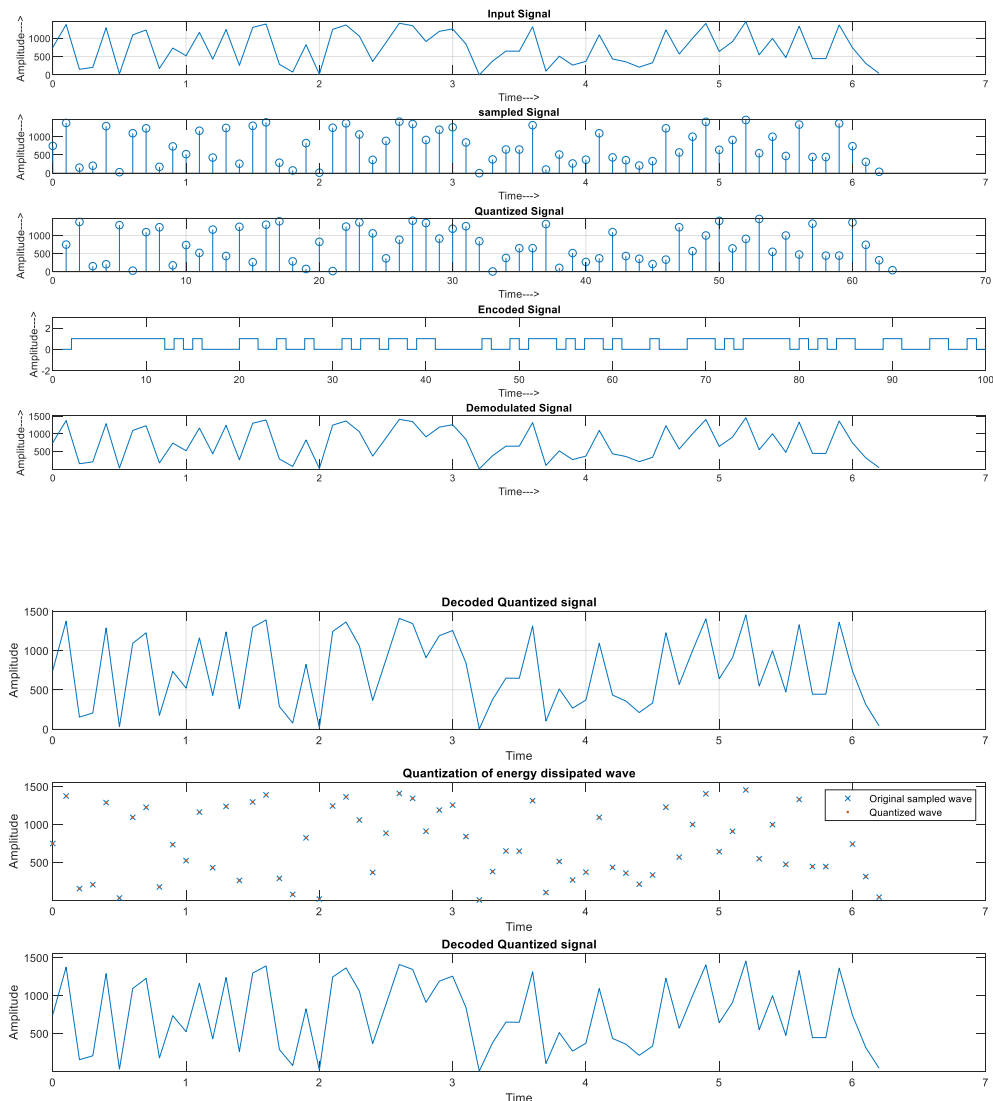 Input Signal
Amplitude--->
1000
500
0
0 1 2 3 4 5 6 7
Time--->
sampled Signal
Amplitude--->
1000
500
0
0 1 2 3 4 5 6 7
Time--->
Quantized Signal
Amplitude--->
1000
500
0
0 10 20 30 40 50 60 70
Time--->
Encoded Signal
Amplitude--->
2
0
-2
0 10 20 30 40 50 60 70 80 90 100
Time--->
Demodulated Signal
Amplitude--->
1500
1000
500
0 1 2 3 4 5 6 7
Time--->
Decoded Quantized signal
Amplitude
1500
1000
500
0
0 1 2 3 4 5 6 7
Time
Quantization of energy dissipated wave
Amplitude
1500
1000
500
Original sampled wave
Quantized wave
0 1 2 3 4 5 6 7
Time
Decoded Quantized signal
Amplitude
1500
1000
500
0 1 2 3 4 5 6 7
Time